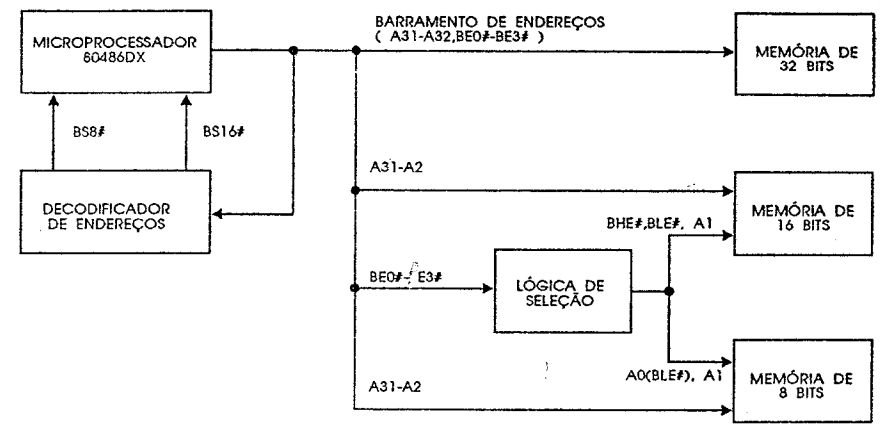 MICROPROCESSADOR
80486DX
BARRAMENTO DE ENDEREÇOS
( A31-A32,BE0#-BE3# )
MEMÓRIA DE
32 BITS
BS8#
BS16#
A31-A2
DECODIFICADOR
DE ENDEREÇOS
MEMÓRIA DE
16 BITS
BHE#,BLE#, A1
BE0#- E3#
LÓGICA DE
SELEÇÃO
A0(BLE#), A1
A31-A2
MEMÓRIA DE
8 BITS